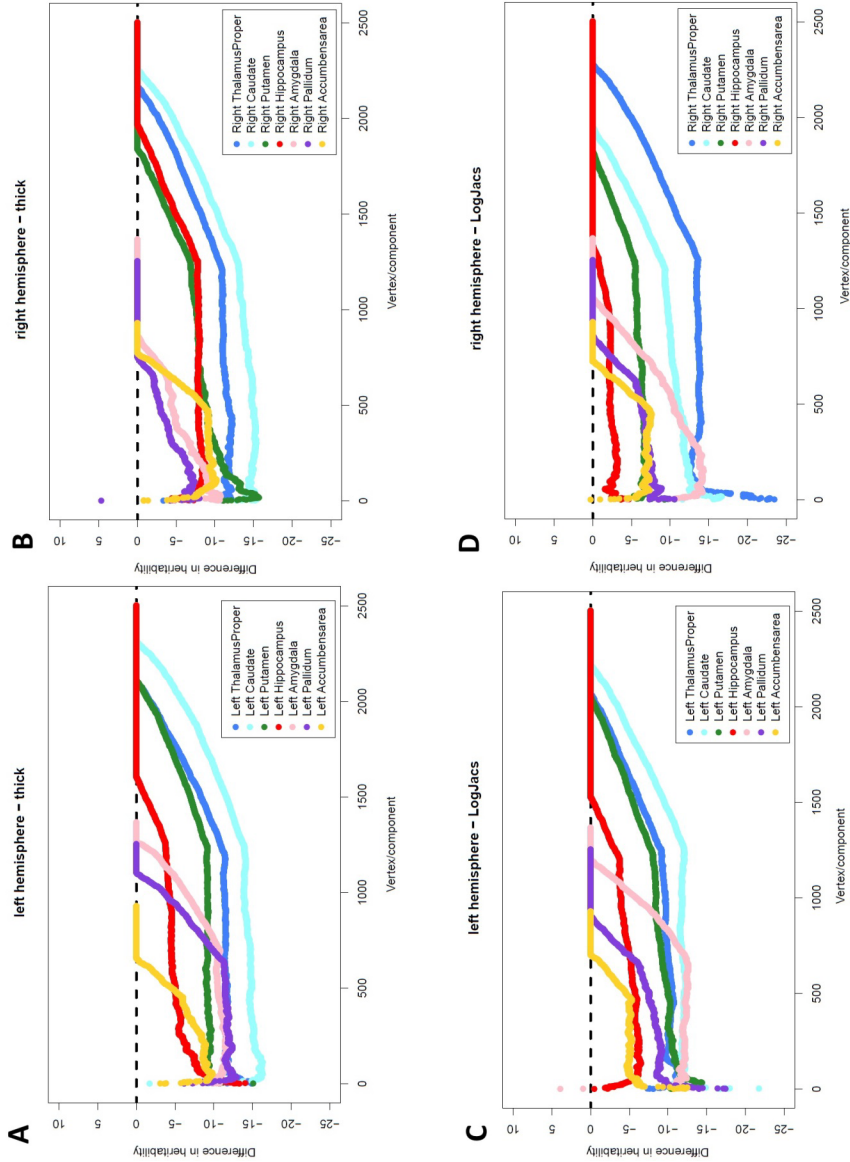 A
left hemisphere − thick
Difference in heritability
10
5
0
−5
−10
−15
−20
−25
Left ThalamusProper
Left Caudate
Left Putamen
Left Hippocampus
Left Amygdala
Left Pallidum
Left Accumbensarea
0 500 1000 1500 2000 2500
Vertex/component
B
right hemisphere − thick
Difference in heritability
10
5
0
−5
−10
−15
−20
−25
Right ThalamusProper
Right Caudate
Right Putamen
Right Hippocampus
Right Amygdala
Right Pallidum
Right Accumbensarea
0 500 1000 1500 2000 2500
Vertex/component
C
left hemisphere − LogJacs
Difference in heritability
10
5
0
−5
−10
−15
−20
−25
Left ThalamusProper
Left Caudate
Left Putamen
Left Hippocampus
Left Amygdala
Left Pallidum
Left Accumbensarea
0 500 1000 1500 2000 2500
Vertex/component
D
right hemisphere − LogJacs
Difference in heritability
10
5
0
−5
−10
−15
−20
−25
Right ThalamusProper
Right Caudate
Right Putamen
Right Hippocampus
Right Amygdala
Right Pallidum
Right Accumbensarea
0 500 1000 1500 2000 2500
Vertex/component